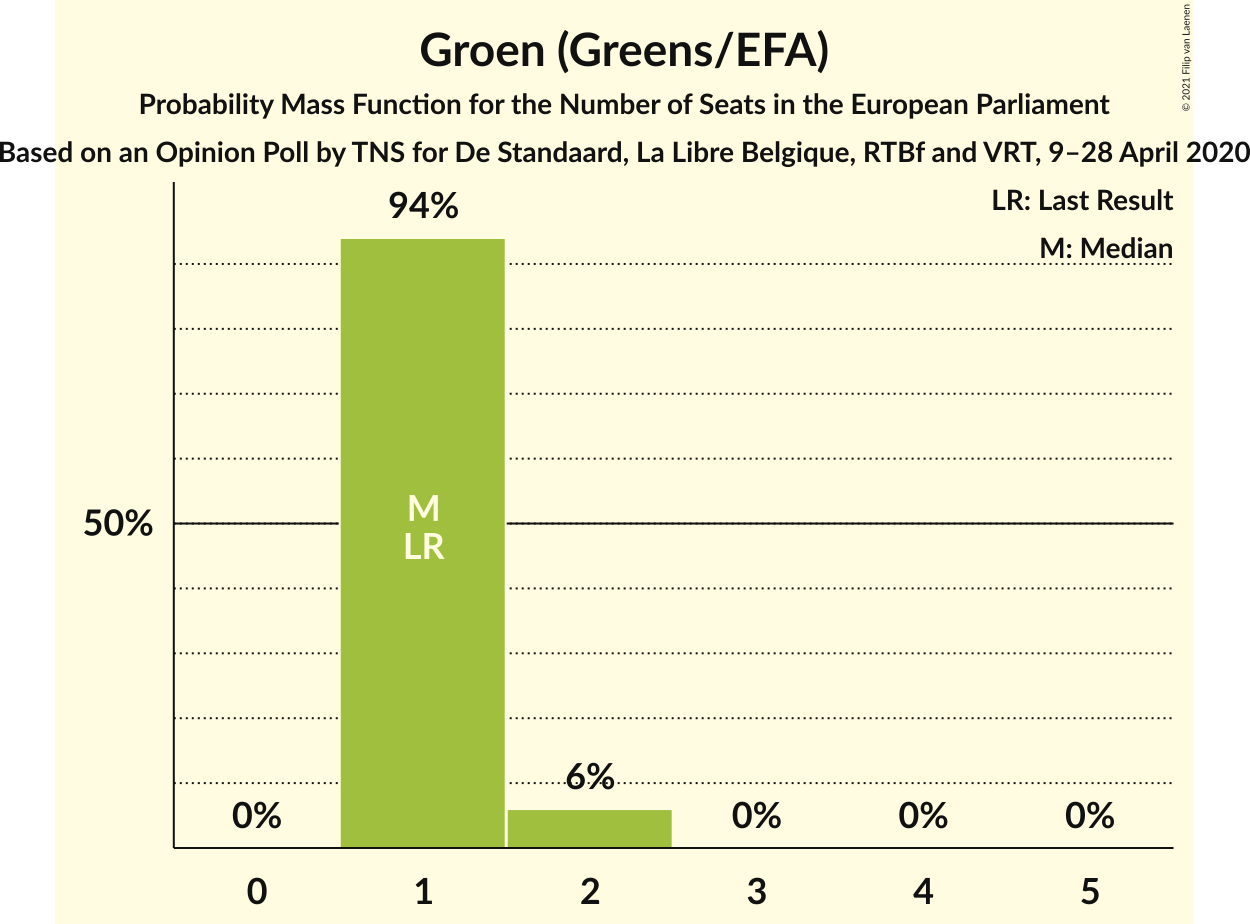 Groen (Greens/EFA)
Probability Mass Function for the Number of Seats in the European Parliament
Based on an Opinion Poll by TNS for De Standaard, La Libre Belgique, RTBf and VRT, 9–28 April 2020
© 2021 Filip van Laenen
LR: Last Result
M: Median
94%
50%
M
LR
6%
0%
0%
0%
0%
0
1
2
3
4
5